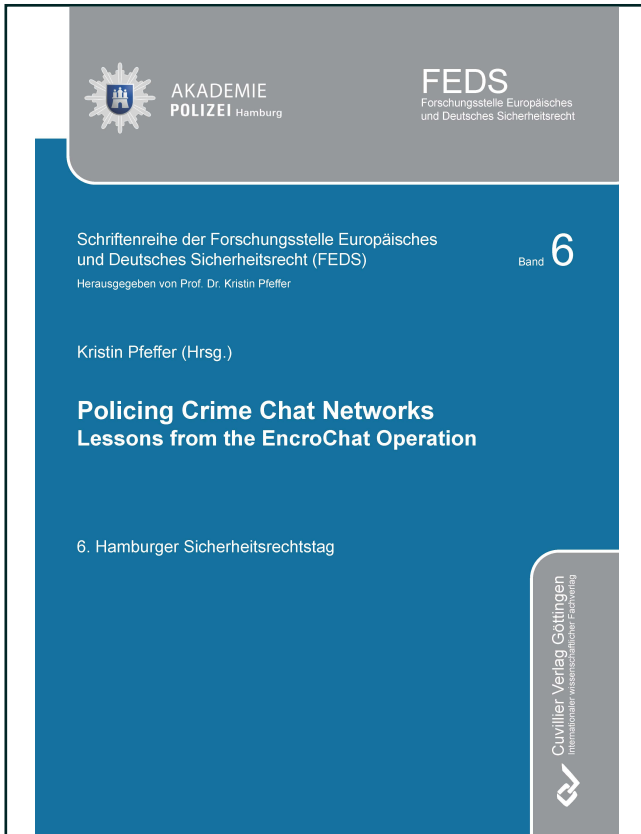 AKADEMIE
POLIZEI Hamburg
FEDS
Forschungsstelle Europäisches
und Deutsches Sicherheitsrecht
Schriftenreihe der Forschungsstelle Europäisches
und Deutsches Sicherheitsrecht (FEDS)
Band 6
Herausgegeben von Prof. Dr. Kristin Pfeffer
Kristin Pfeffer (Hrsg.)
Policing Crime Chat Networks
Lessons from the EncroChat Operation
6. Hamburger Sicherheitsrechtstag
Cuvillier Verlag Göttingen
Internationaler wissenschaftlicher Fachverlag